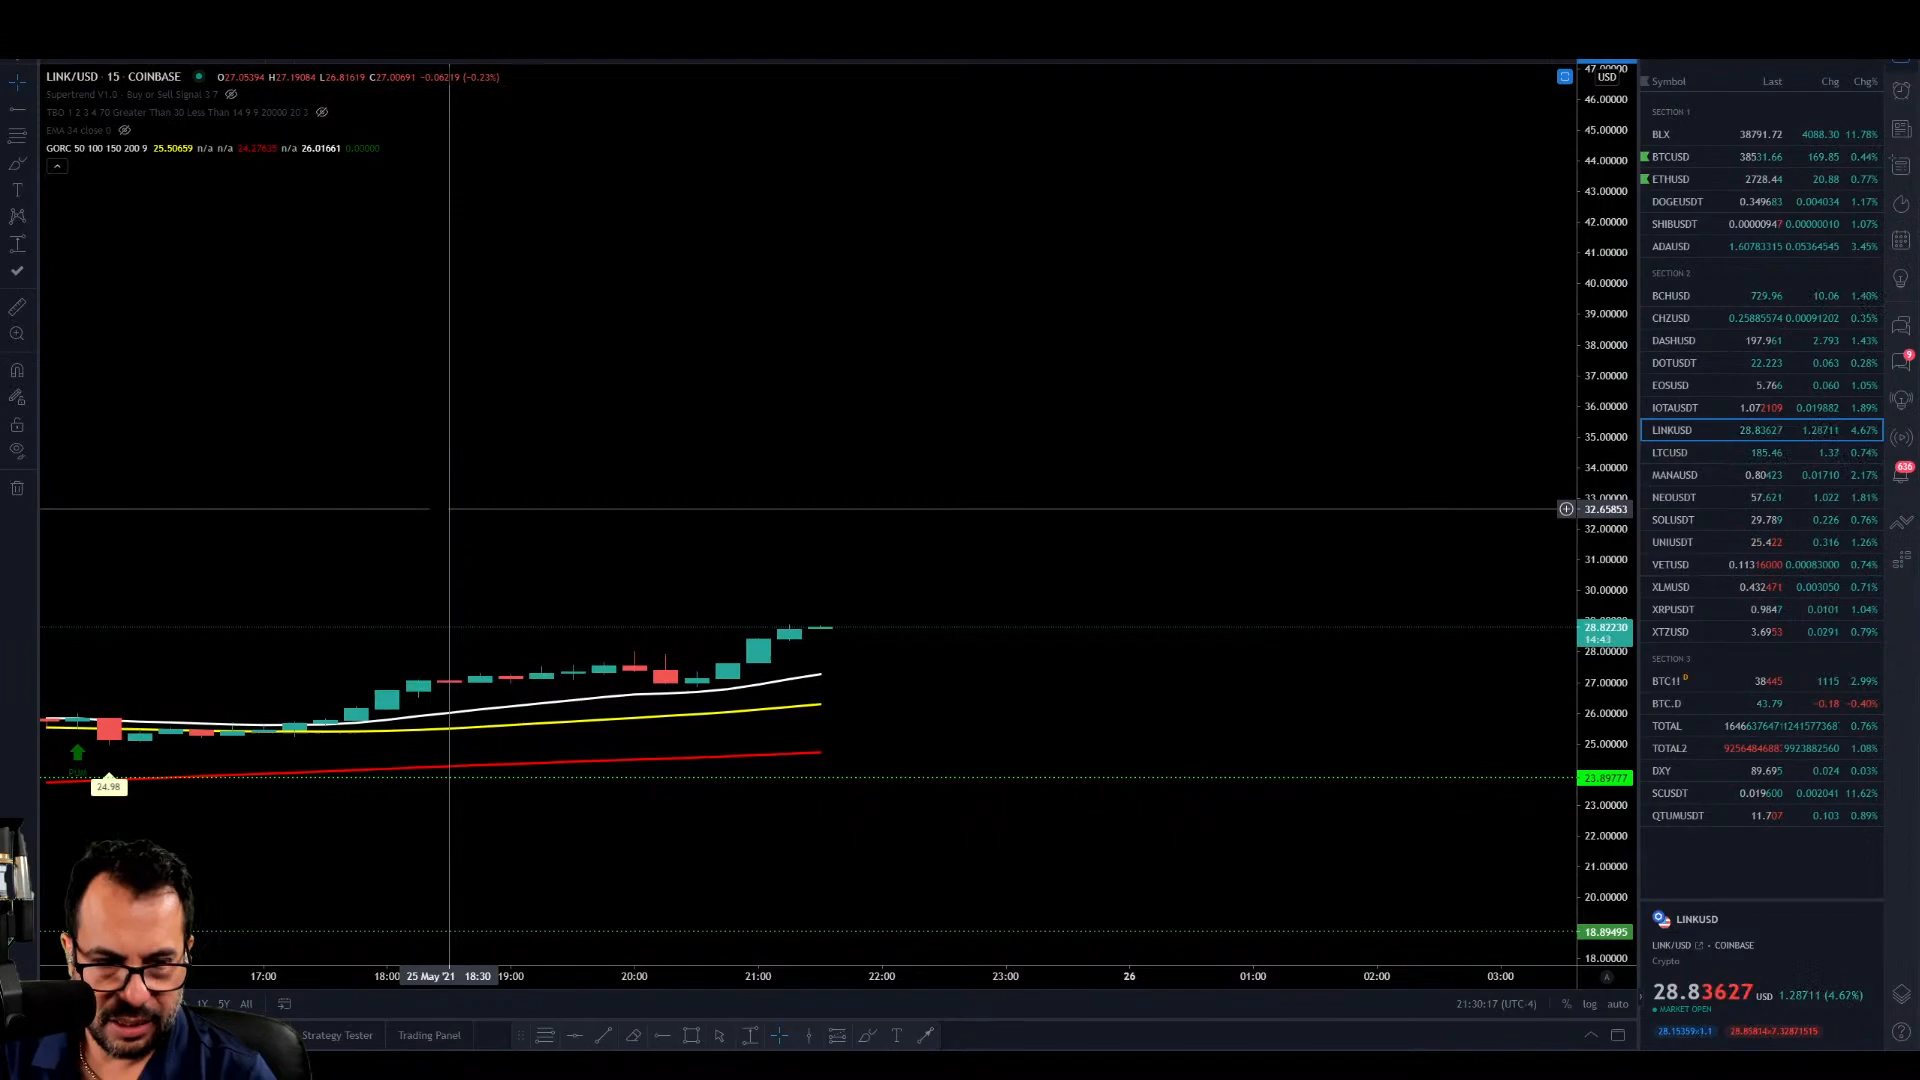 LINK/USD · 15 · COINBASE O27.05394 H27.19084 L26.81619 C27.00691 −0.06219 (−0.23%)
Supertrend V1.0 - Buy or Sell Signal 3 7
TBO 1 2 3 4 70 Greater Than 30 Less Than 14 9 9 20000 20 3
EMA 34 close 0
GORC 50 100 150 200 9 25.50659 n/a n/a 24.27635 n/a 26.01661 0.00000
47.00000
USD
46.00000
45.00000
44.00000
43.00000
42.00000
41.00000
40.00000
39.00000
38.00000
37.00000
36.00000
35.00000
34.00000
33.00000
32.65853
32.00000
31.00000
30.00000
28.82230
14:43
28.00000
27.00000
26.00000
25.00000
23.89777
23.00000
22.00000
21.00000
20.00000
18.89495
18.00000
24.98
17:00 18:00 25 May '21 18:30 19:00 20:00 21:00 22:00 23:00 26 01:00 02:00 03:00 A
1Y 5Y All
21:30:17 (UTC-4) % log auto
Strategy Tester Trading Panel
Symbol Last Chg Chg%
SECTION 1
BLX 38791.72 4088.30 11.78%
BTCUSD 38531.66 169.85 0.44%
ETHUSD 2728.44 20.88 0.77%
DOGEUSDT 0.349683 0.004034 1.17%
SHIBUSDT 0.00000947 0.00000010 1.07%
ADAUSD 1.60783315 0.05364545 3.45%
SECTION 2
BCHUSD 729.96 10.06 1.40%
CHZUSD 0.25885574 0.00091202 0.35%
DASHUSD 197.961 2.793 1.43%
DOTUSDT 22.223 0.063 0.28%
EOSUSD 5.766 0.060 1.05%
IOTAUSDT 1.072109 0.019882 1.89%
LINKUSD 28.83627 1.28711 4.67%
LTCUSD 185.46 1.37 0.74%
MANAUSD 0.80423 0.01710 2.17%
NEOUSDT 57.621 1.022 1.81%
SOLUSDT 29.789 0.226 0.76%
UNIUSDT 25.422 0.316 1.26%
VETUSD 0.11316000 0.00083000 0.74%
XLMUSD 0.432471 0.003050 0.71%
XRPUSDT 0.9847 0.0101 1.04%
XTZUSD 3.6953 0.0291 0.79%
SECTION 3
BTC1! D 38445 1115 2.99%
BTC.D 43.79 −0.18 −0.40%
TOTAL 0.76%
TOTAL2 1.08%
DXY 89.695 0.024 0.03%
SCUSDT 0.019600 0.002041 11.62%
QTUMUSDT 11.707 0.103 0.89%
LINKUSD
LINK/USD · COINBASE
Crypto
28.83627 USD 1.28711 (4.67%)
MARKET OPEN
28.15359×1.1 28.85814×7.32871515
9
636